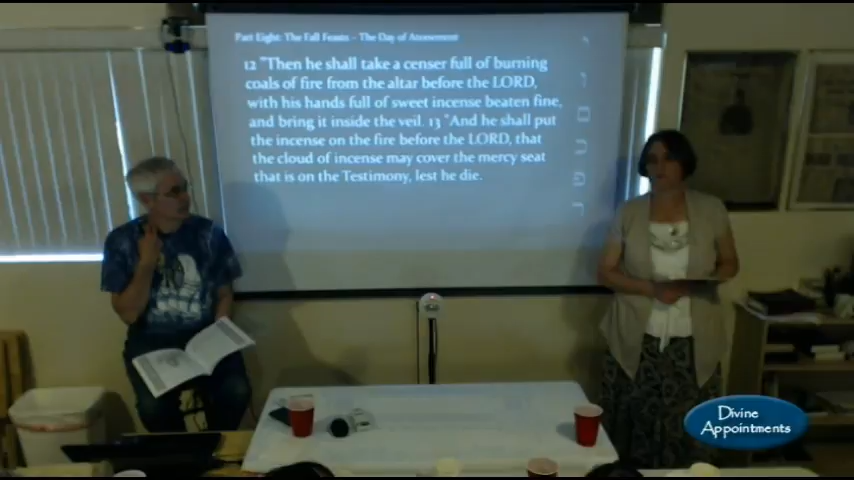 Part Eight: The Fall Feasts – The Day of Atonement
12 "Then he shall take a censer full of burning
coals of fire from the altar before the LORD,
with his hands full of sweet incense beaten fine,
and bring it inside the veil. 13 "And he shall put
the incense on the fire before the LORD, that
the cloud of incense may cover the mercy seat
that is on the Testimony, lest he die.
Divine
Appointments